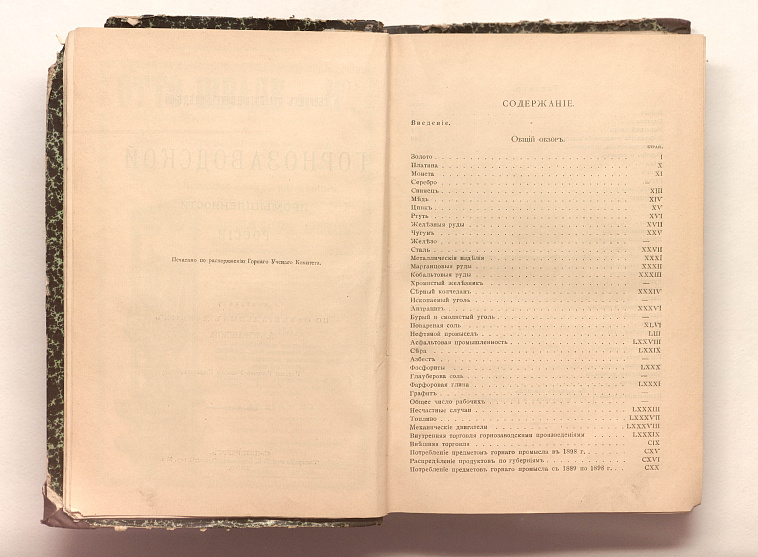 Печатано по распоряженію Горнаго Ученаго Комитета.
СОДЕРЖАНІЕ.
Введеніе.
Общій обзоръ.
СТРАН.
Золото I
Платина X
Монета XI
Серебро —
Свинецъ XIII
Мѣдь XIV
Цинкъ XV
Ртуть XVI
Желѣзныя руды XVII
Чугунъ XXV
Желѣзо —
Сталь XXVII
Металлическія издѣлія XXXI
Марганцовыя руды XXXII
Кобальтовыя руды XXXIII
Хромистый желѣзнякъ —
Сѣрный колчеданъ XXXIV
Ископаемый уголь —
Антрацитъ XXXVI
Бурый и смолистый уголь —
Поваренная соль XLVI
Нефтяной промыселъ LIII
Асфальтовая промышленность LXXVIII
Сѣра LXXIX
Азбестъ —
Фосфориты LXXX
Глауберова соль —
Фарфоровая глина LXXXI
Графитъ —
Общее число рабочихъ —
Несчастные случаи LXXXIII
Топливо LXXXVII
Механическіе двигатели LXXXVIII
Внутренняя торговля горнозаводскими произведеніями LXXXIX
Внѣшняя торговля CIX
Потребленіе предметовъ горнаго промысла въ 1898 г. CXV
Распредѣленіе продуктовъ по губерніямъ CXVI
Потребленіе предметовъ горнаго промысла съ 1889 по 1898 г. CXX